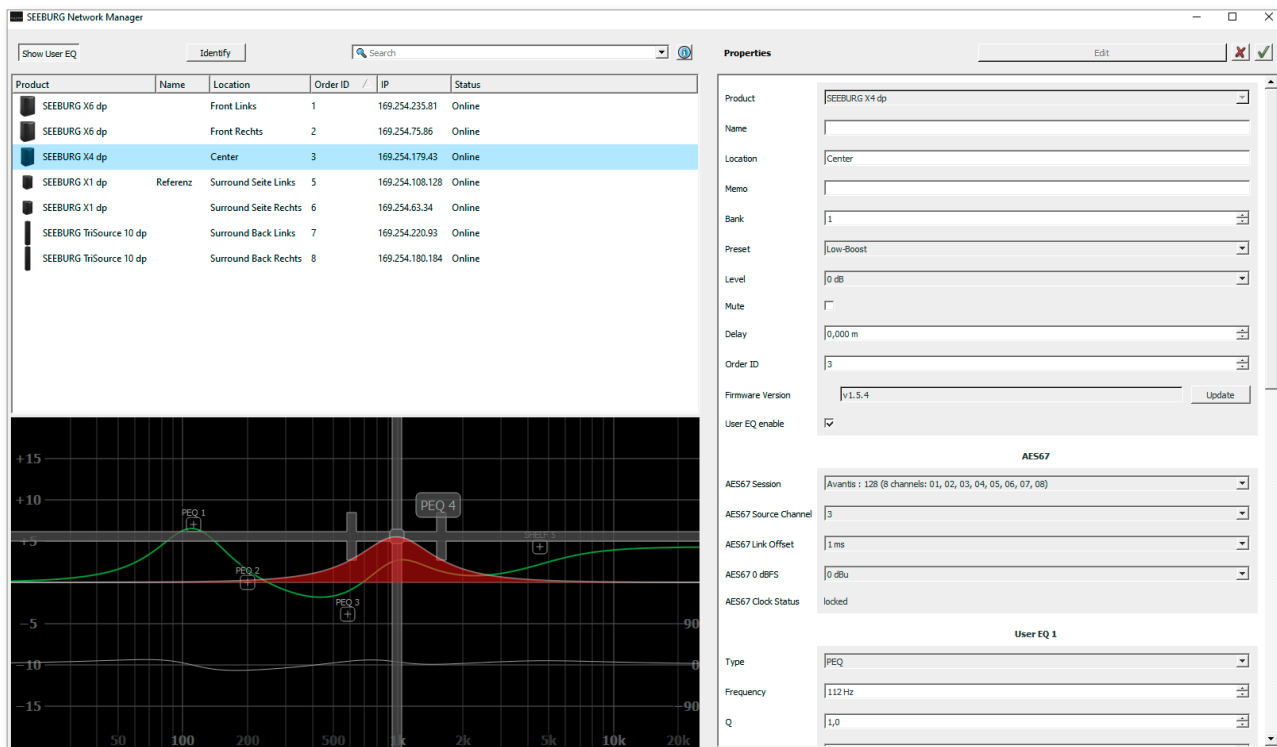 SEEBURG Network Manager
Show User EQ Identify Search
Product Name Location Order ID IP Status
SEEBURG X6 dp Front Links 1 169.254.235.81 Online
SEEBURG X6 dp Front Rechts 2 169.254.75.86 Online
SEEBURG X4 dp Center 3 169.254.179.43 Online
SEEBURG X1 dp Referenz Surround Seite Links 5 169.254.108.128 Online
SEEBURG X1 dp Surround Seite Rechts 6 169.254.63.34 Online
SEEBURG TriSource 10 dp Surround Back Links 7 169.254.220.93 Online
SEEBURG TriSource 10 dp Surround Back Rechts 8 169.254.180.184 Online
+15
+10
+5
−5
−10
−15
PEQ 1
PEQ 2
PEQ 3
PEQ 4
SHELF 5
90
0
−90
50 100 200 500 1k 2k 5k 10k 20k
Properties Edit
Product SEEBURG X4 dp
Name
Location Center
Memo
Bank 1
Preset Low-Boost
Level 0 dB
Mute
Delay 0,000 m
Order ID 3
Firmware Version v1.5.4 Update
User EQ enable
AES67
AES67 Session Avantis : 128 (8 channels: 01, 02, 03, 04, 05, 06, 07, 08)
AES67 Source Channel 3
AES67 Link Offset 1 ms
AES67 0 dBFS 0 dBu
AES67 Clock Status locked
User EQ 1
Type PEQ
Frequency 112 Hz
Q 1,0